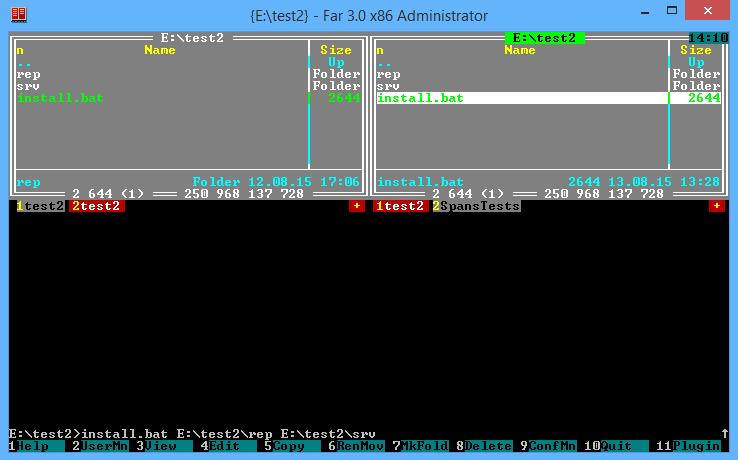 {E:\test2} - Far 3.0 x86 Administrator
E:\test2 E:\test2 14:10
n Name Size n Name Size
.. Up .. Up
rep Folder rep Folder
srv Folder srv Folder
install.bat 2644 install.bat 2644
rep Folder 12.08.15 17:06 install.bat 2644 13.08.15 13:28
2 644 (1) 250 968 137 728 2 644 (1) 250 968 137 728
1test2 2test2 + 1test2 2SpansTests +
E:\test2>install.bat E:\test2\rep E:\test2\srv ↑
1Help 2UserMn 3View 4Edit 5Copy 6RenMov 7MkFold 8Delete 9ConfMn 10Quit 11Plugin